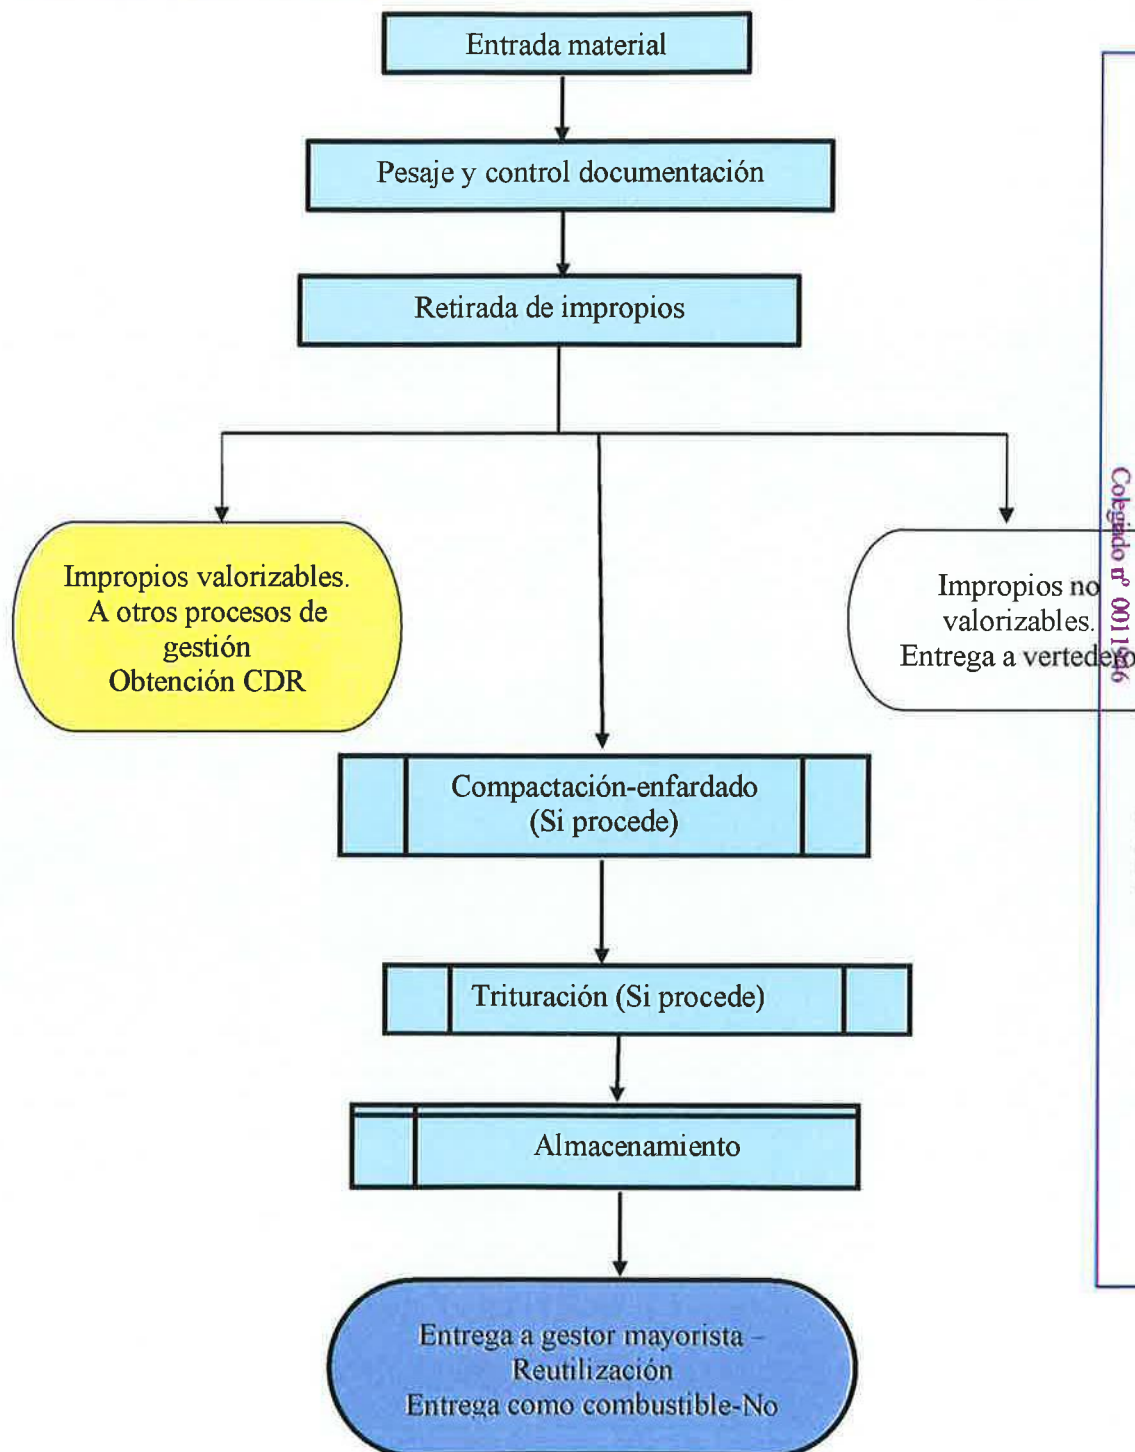 Entrada material
Pesaje y control documentación
Retirada de impropios
Impropios valorizables.
A otros procesos de
gestión
Obtención CDR
Impropios no
valorizables.
Entrega a vertedero
Colegiado nº
Compactación-enfardado
(Si procede)
Trituración (Si procede)
Almacenamiento
Entrega a gestor mayorista –
Reutilización
Entrega como combustible-No